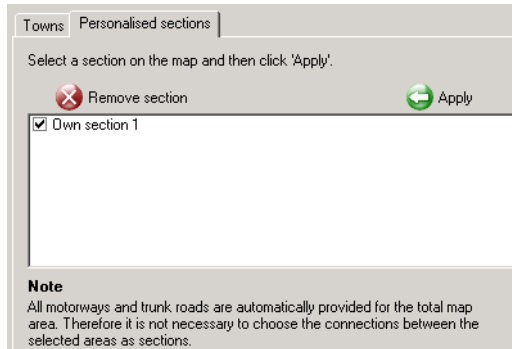 Towns Personalised sections
Select a section on the map and then click 'Apply'.
Remove section Apply
Own section 1
Note
All motorways and trunk roads are automatically provided for the total map
area. Therefore it is not necessary to choose the connections between the
selected areas as sections.